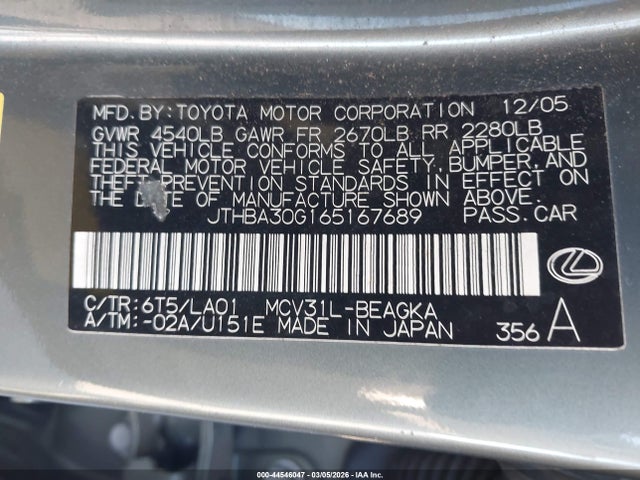 MFD. BY: TOYOTA MOTOR CORPORATION 12/05
GVWR 4540LB GAWR FR 2670LB RR 2280LB
THIS VEHICLE CONFORMS TO ALL APPLICABLE
FEDERAL MOTOR VEHICLE SAFETY, BUMPER, AND
THEFT PREVENTION STANDARDS IN EFFECT ON
THE DATE OF MANUFACTURE SHOWN ABOVE.
JTHBA30G165167689 PASS. CAR
C/TR: 6T5/LA01 MCV31L-BEAGKA
A/TM: -02A/U151E MADE IN JAPAN 356 A
000-44546047 - 03/05/2026 - IAA Inc.